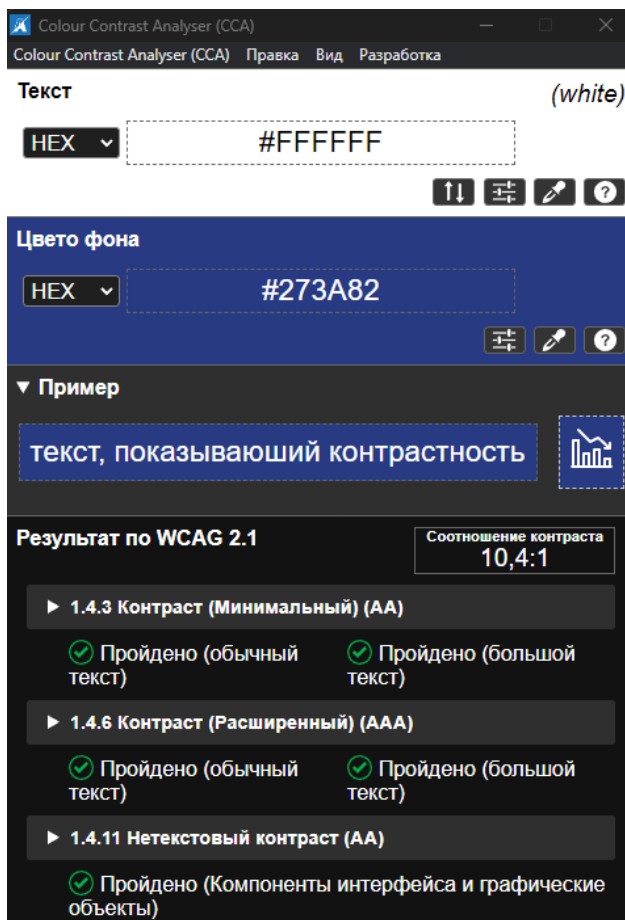 Colour Contrast Analyser (CCA)
Colour Contrast Analyser (CCA) Правка Вид Разработка
Текст
(white)
HEX
#FFFFFF
?
Цвето фона
HEX
#273A82
?
▼ Пример
текст, показываюший контрастность
Результат по WCAG 2.1
Соотношение контраста
10,4:1
▶ 1.4.3 Контраст (Минимальный) (AA)
Пройдено (обычный
текст)
Пройдено (большой
текст)
▶ 1.4.6 Контраст (Расширенный) (AAA)
Пройдено (обычный
текст)
Пройдено (большой
текст)
▶ 1.4.11 Нетекстовый контраст (AA)
Пройдено (Компоненты интерфейса и графические
объекты)